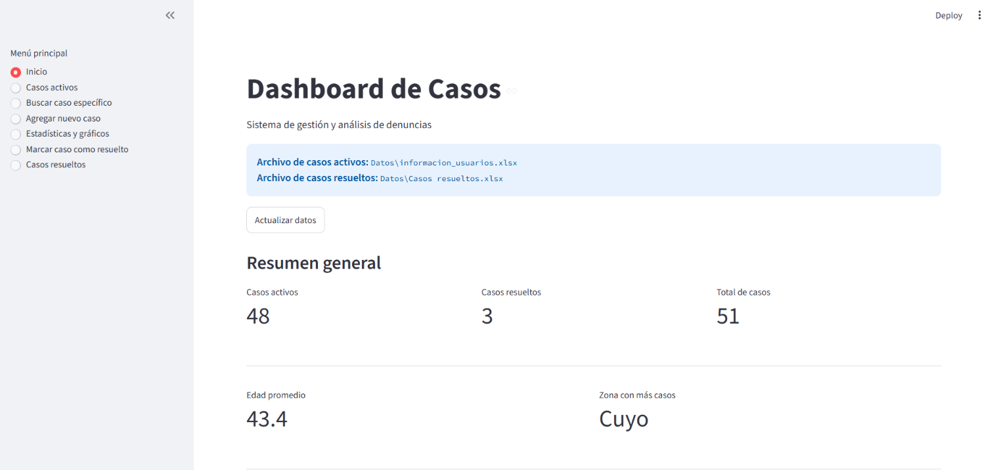 Deploy
Menú principal
Inicio
Casos activos
Buscar caso específico
Agregar nuevo caso
Estadísticas y gráficos
Marcar caso como resuelto
Casos resueltos
Dashboard de Casos
Sistema de gestión y análisis de denuncias
Archivo de casos activos: Datos\informacion_usuarios.xlsx
Archivo de casos resueltos: Datos\Casos resueltos.xlsx
Actualizar datos
Resumen general
Casos activos
48
Casos resueltos
3
Total de casos
51
Edad promedio
43.4
Zona con más casos
Cuyo